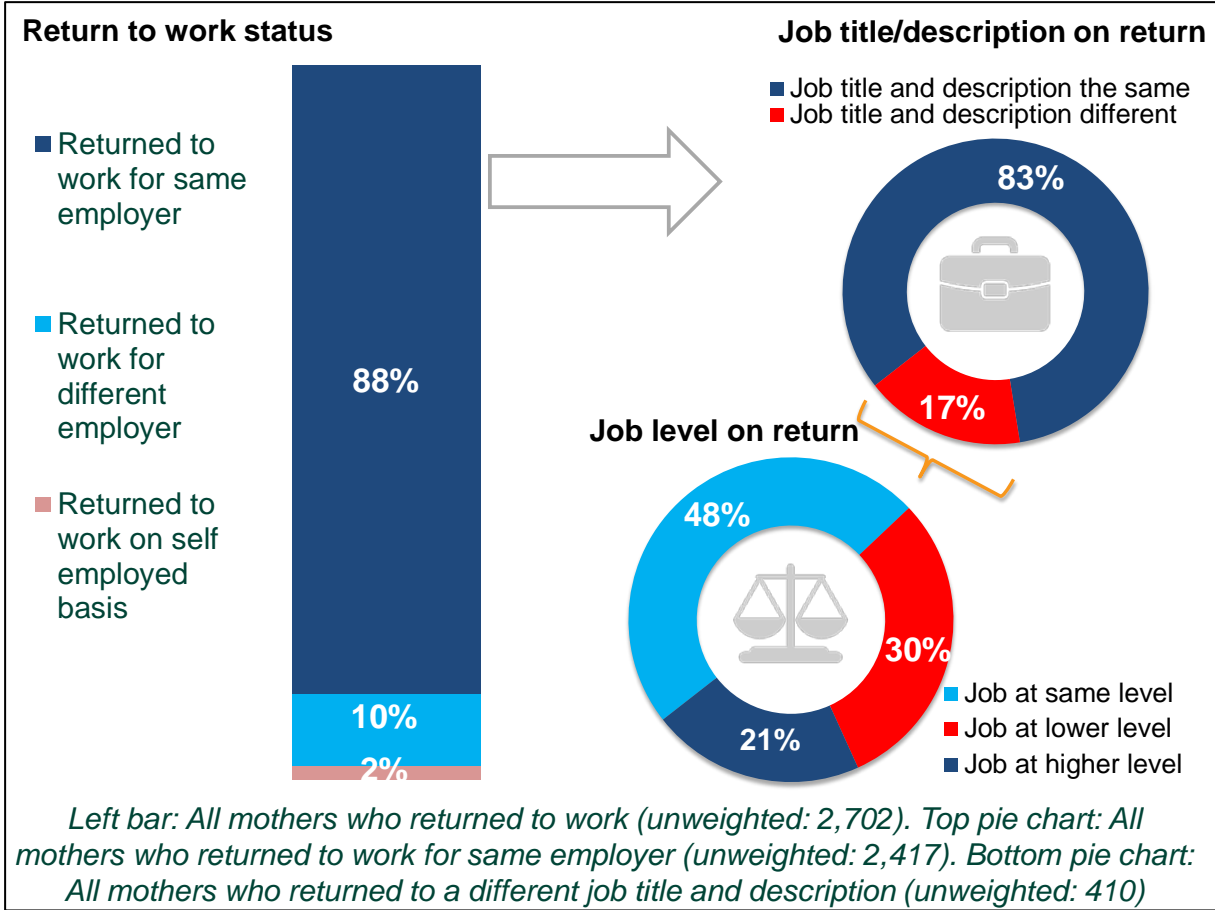 Return to work status
Returned to
work for same
employer
Returned to
work for
different
employer
Returned to
work on self
employed
basis
88%
10%
2%
Job title/description on return
Job title and description the same
Job title and description different
83%
17%
Job level on return
48%
30%
21%
Job at same level
Job at lower level
Job at higher level
Left bar: All mothers who returned to work (unweighted: 2,702). Top pie chart: All
mothers who returned to work for same employer (unweighted: 2,417). Bottom pie chart:
All mothers who returned to a different job title and description (unweighted: 410)